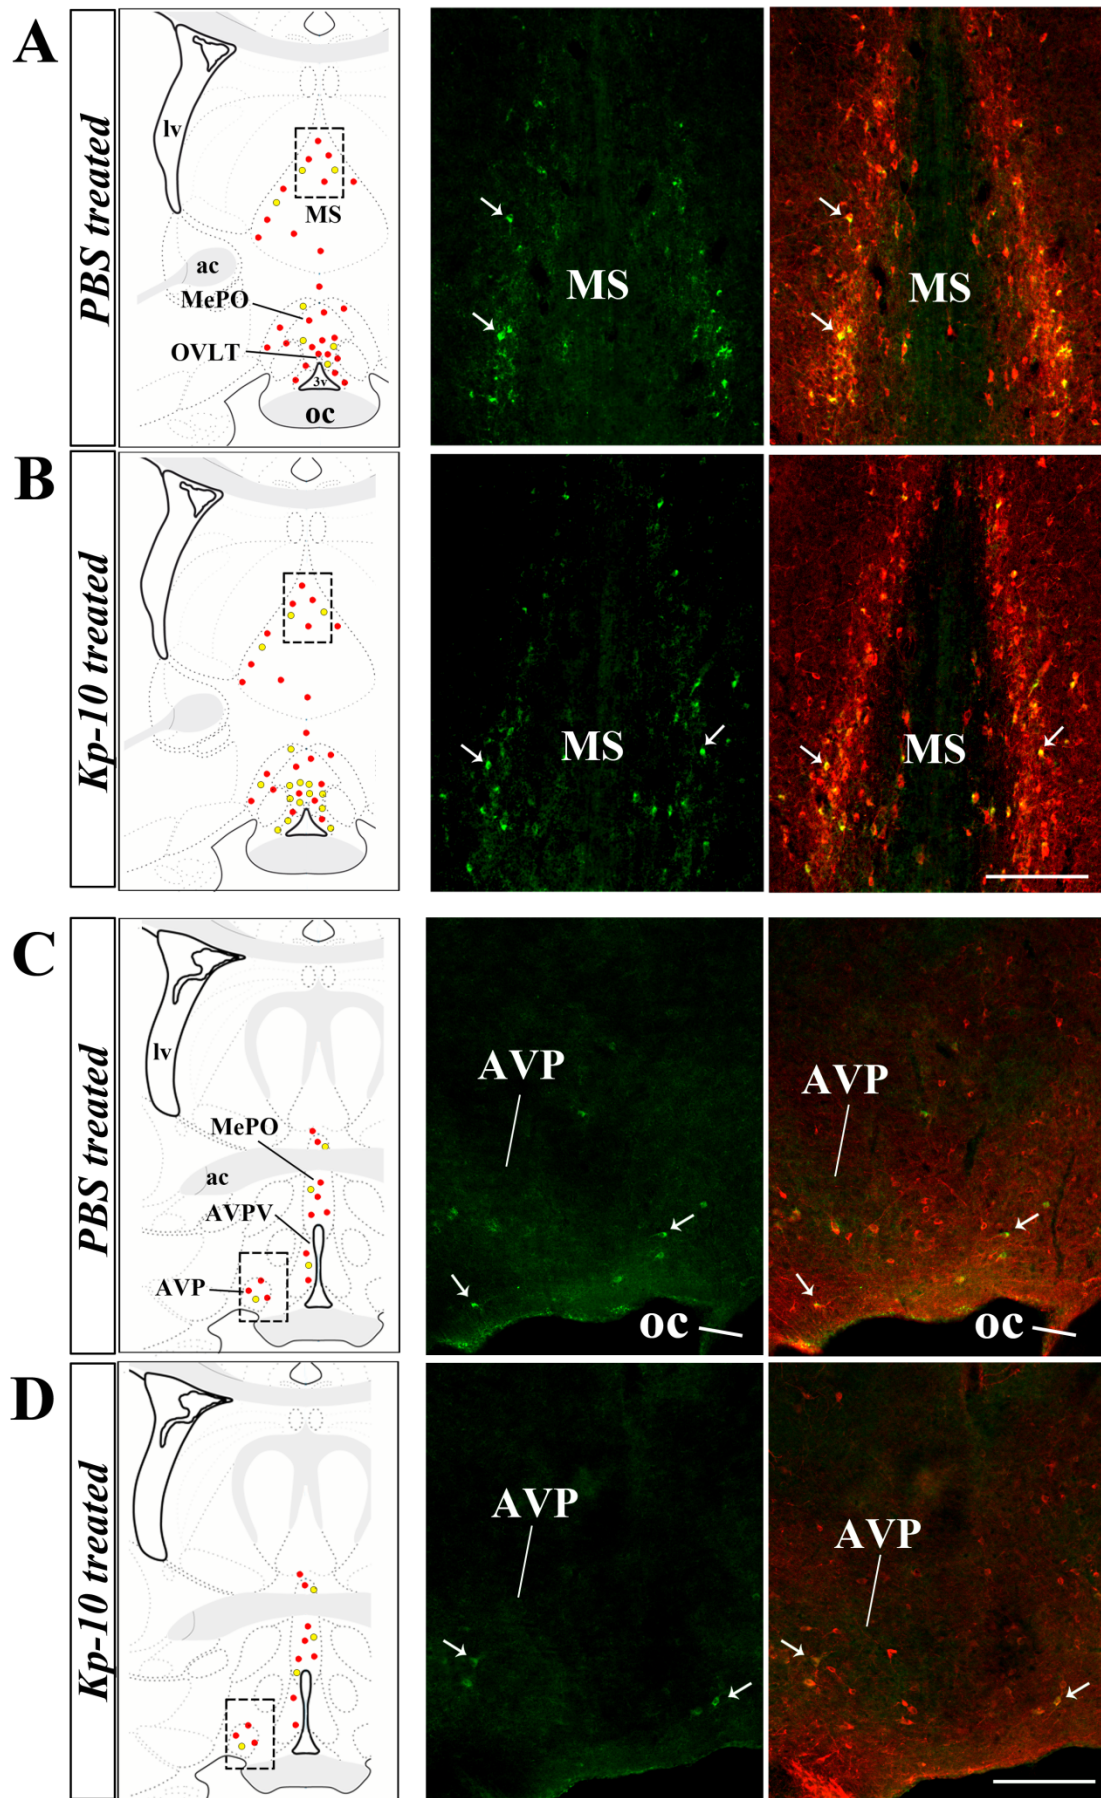 A
PBS treated
lv
MS
ac
MePO
OVLT
3v
oc
MS
MS
B
Kp-10 treated
MS
MS
C
PBS treated
lv
MePO
ac
AVPV
AVP
AVP
oc
AVP
oc
D
Kp-10 treated
AVP
AVP